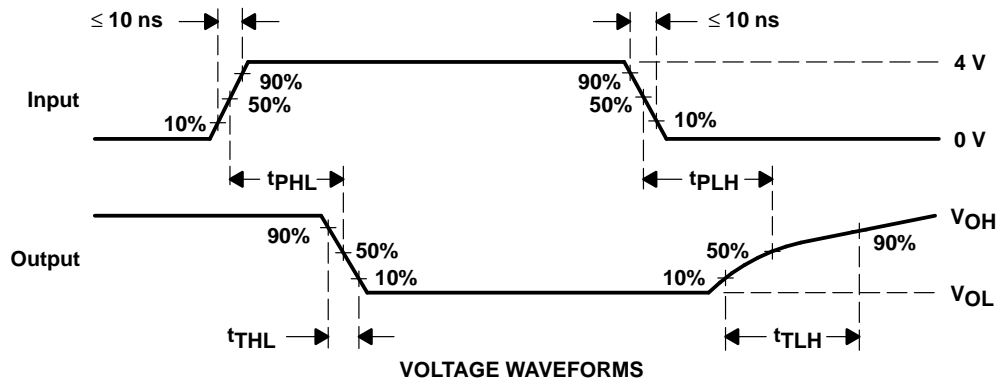 ≤ 10 ns
≤ 10 ns
4 V
90%
90%
Input
50%
50%
10%
10%
0 V
tPHL
tPLH
VOH
90%
90%
Output
50%
50%
10%
10%
VOL
tTHL
tTLH
VOLTAGE WAVEFORMS